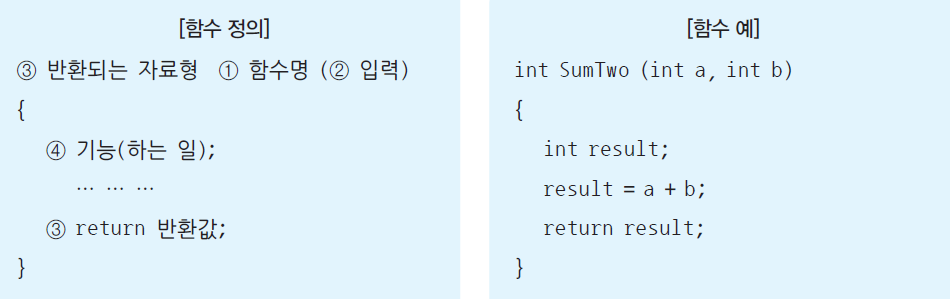 [함수 정의]
③ 반환되는 자료형 ① 함수명 (② 입력)
{
④ 기능(하는 일);
… … …
③ return 반환값;
}
[함수 예]
int SumTwo (int a, int b)
{
int result;
result = a + b;
return result;
}